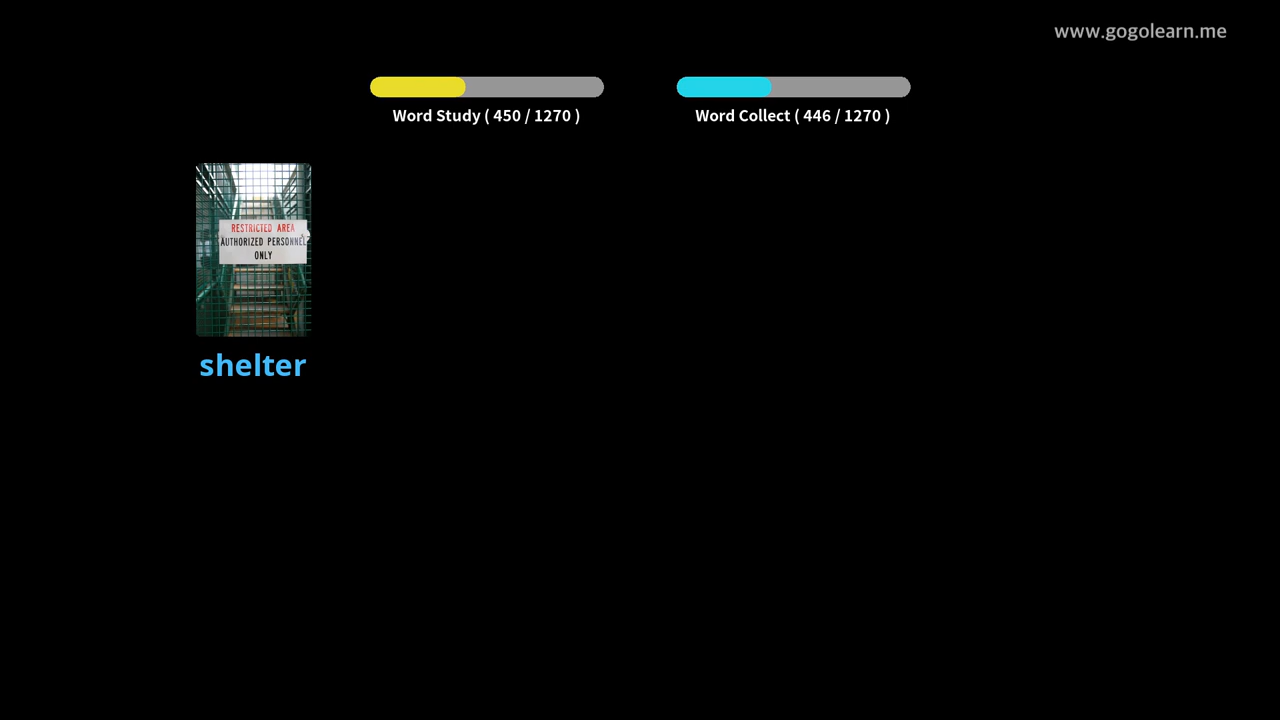 www.gogolearn.me
Word Study ( 450 / 1270 )
Word Collect ( 446 / 1270 )
RESTRICTED AREA
AUTHORIZED PERSONNEL
ONLY
shelter